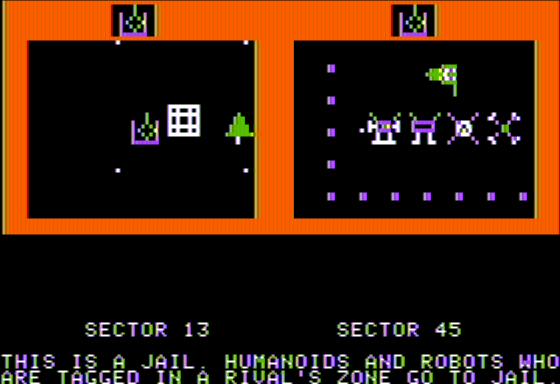 SECTOR 13 SECTOR 45
THIS IS A JAIL. HUMANOIDS AND ROBOTS WHO
ARE TAGGED IN A RIVAL'S ZONE GO TO JAIL.